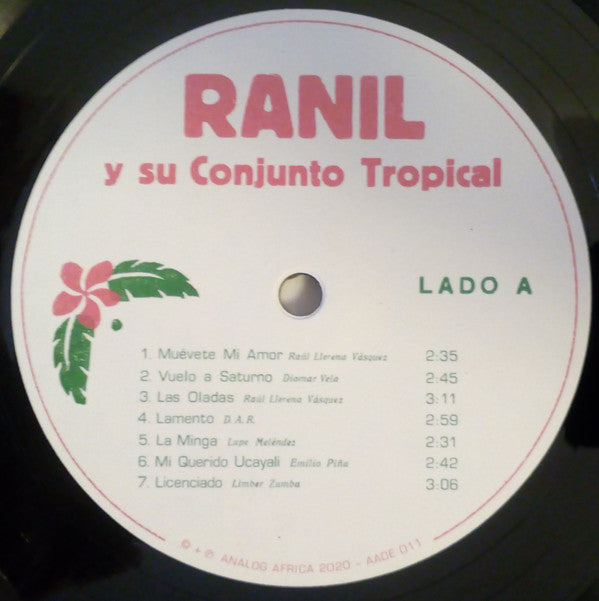 RANIL
y su Conjunto Tropical
LADO A
1. Muévete Mi Amor Raúl Llerena Vásquez 2:35
2. Vuelo a Saturno Diomar Vela 2:45
3. Las Oladas Raúl Llerena Vásquez 3:11
4. Lamento D.A.R. 2:59
5. La Minga Lupe Meléndez 2:31
6. Mi Querido Ucayali Emilio Piña 2:42
7. Licenciado Limber Zumba 3:06
© + ℗ ANALOG AFRICA 2020 - AADE 011